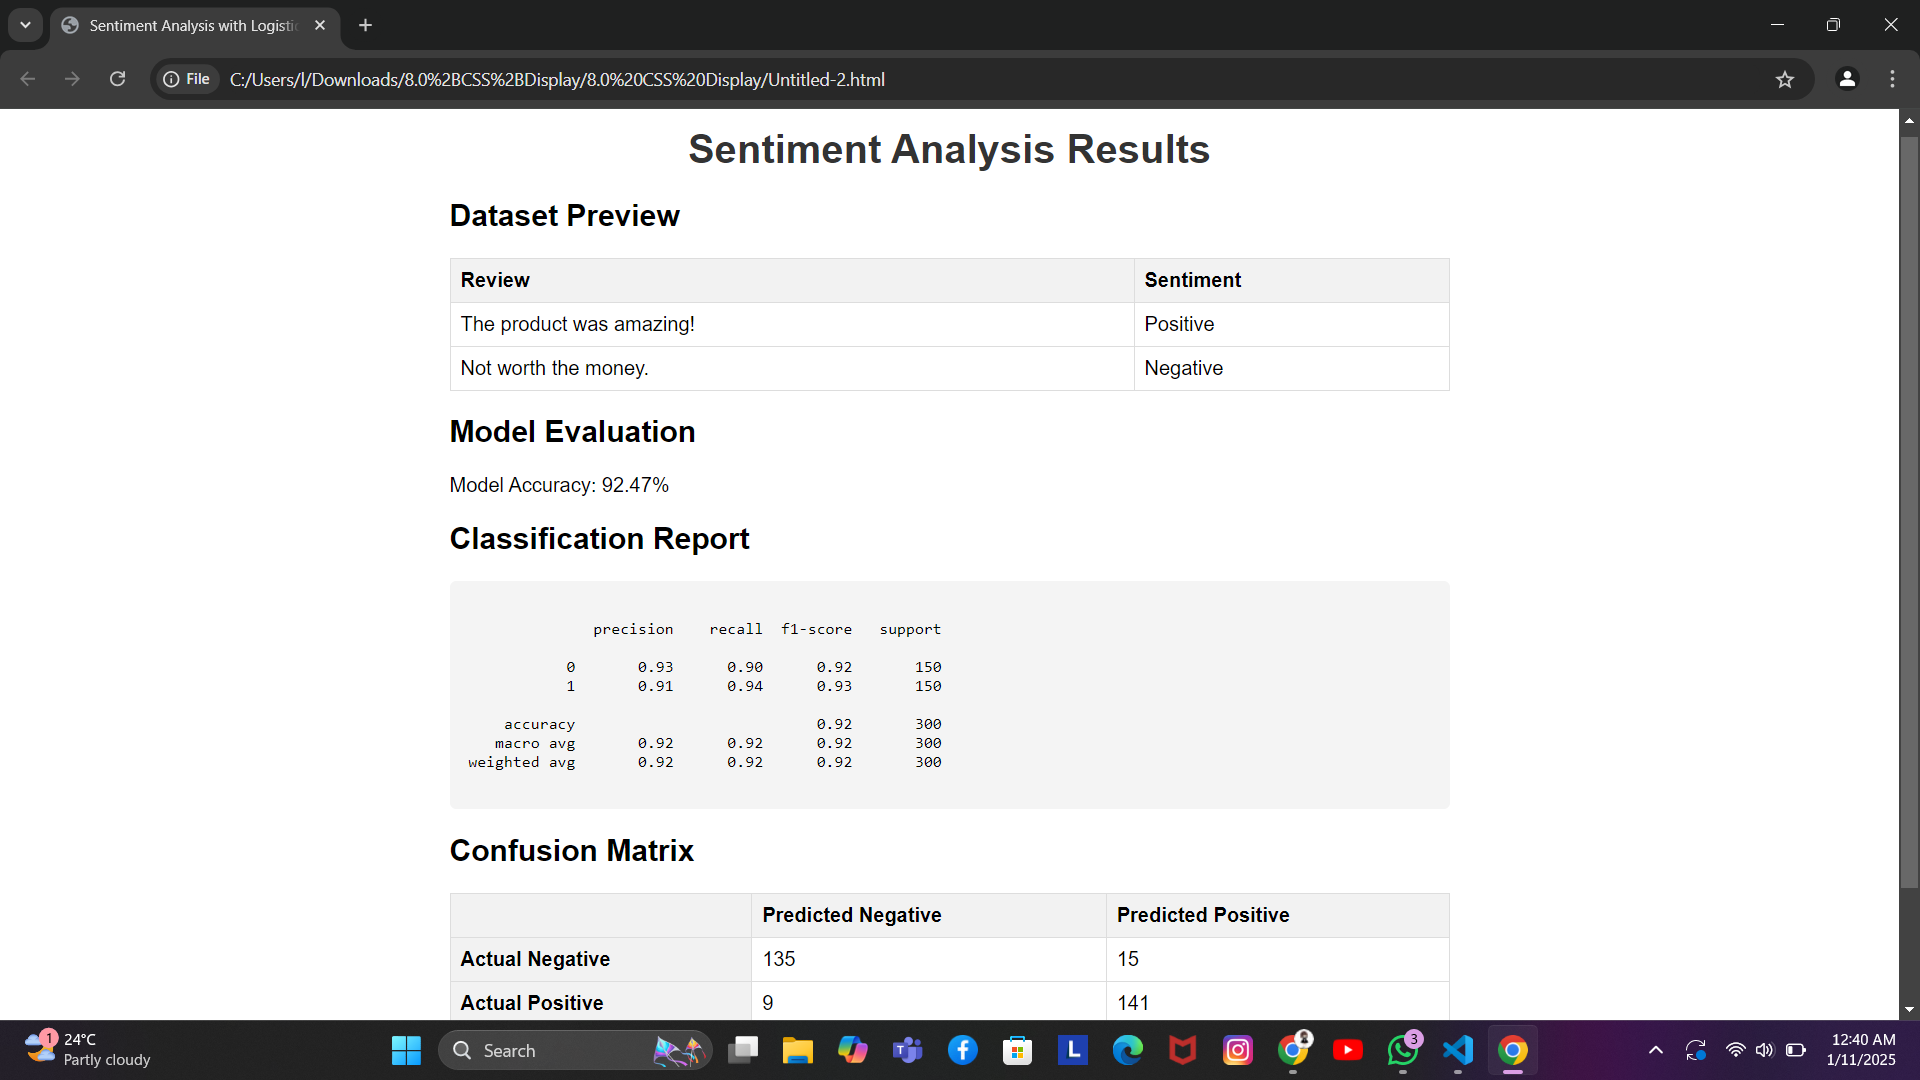 Sentiment Analysis with Logistic
File C:/Users/l/Downloads/8.0%2BCSS%2BDisplay/8.0%20CSS%20Display/Untitled-2.html
Sentiment Analysis Results
Dataset Preview
Review Sentiment
The product was amazing! Positive
Not worth the money. Negative
Model Evaluation
Model Accuracy: 92.47%
Classification Report
precision recall f1-score support
0 0.93 0.90 0.92 150
1 0.91 0.94 0.93 150
accuracy 0.92 300
macro avg 0.92 0.92 0.92 300
weighted avg 0.92 0.92 0.92 300
Confusion Matrix
Predicted Negative Predicted Positive
Actual Negative 135 15
Actual Positive 9 141
1 24°C
Partly cloudy
Search
T
L
3
12:40 AM
1/11/2025